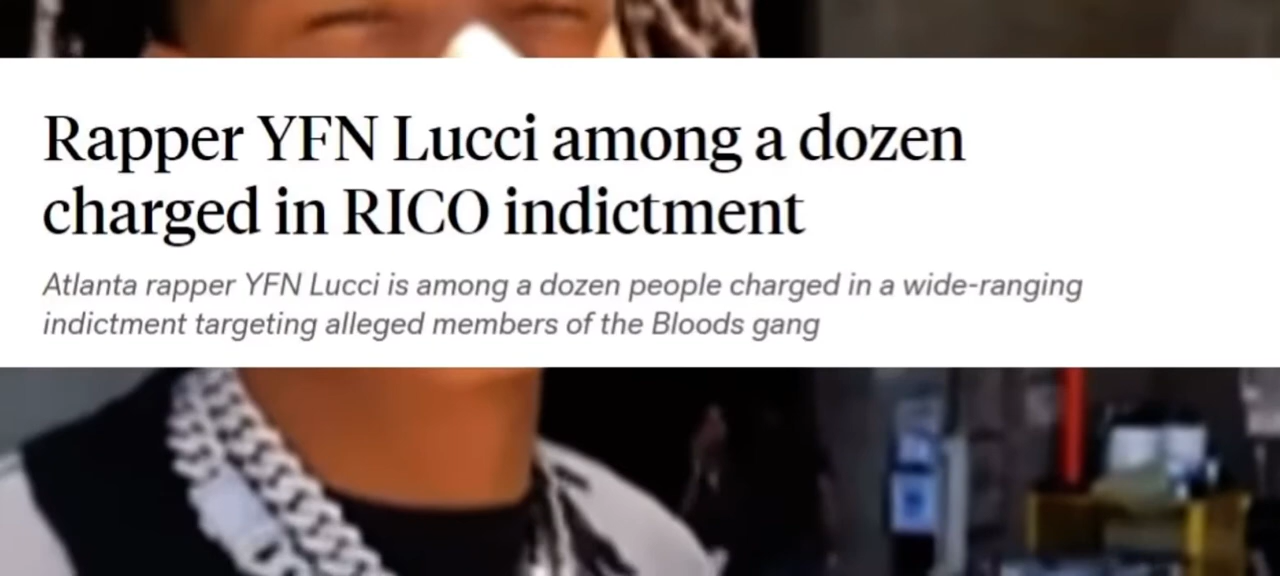 Rapper YFN Lucci among a dozen
charged in RICO indictment
Atlanta rapper YFN Lucci is among a dozen people charged in a wide-ranging
indictment targeting alleged members of the Bloods gang